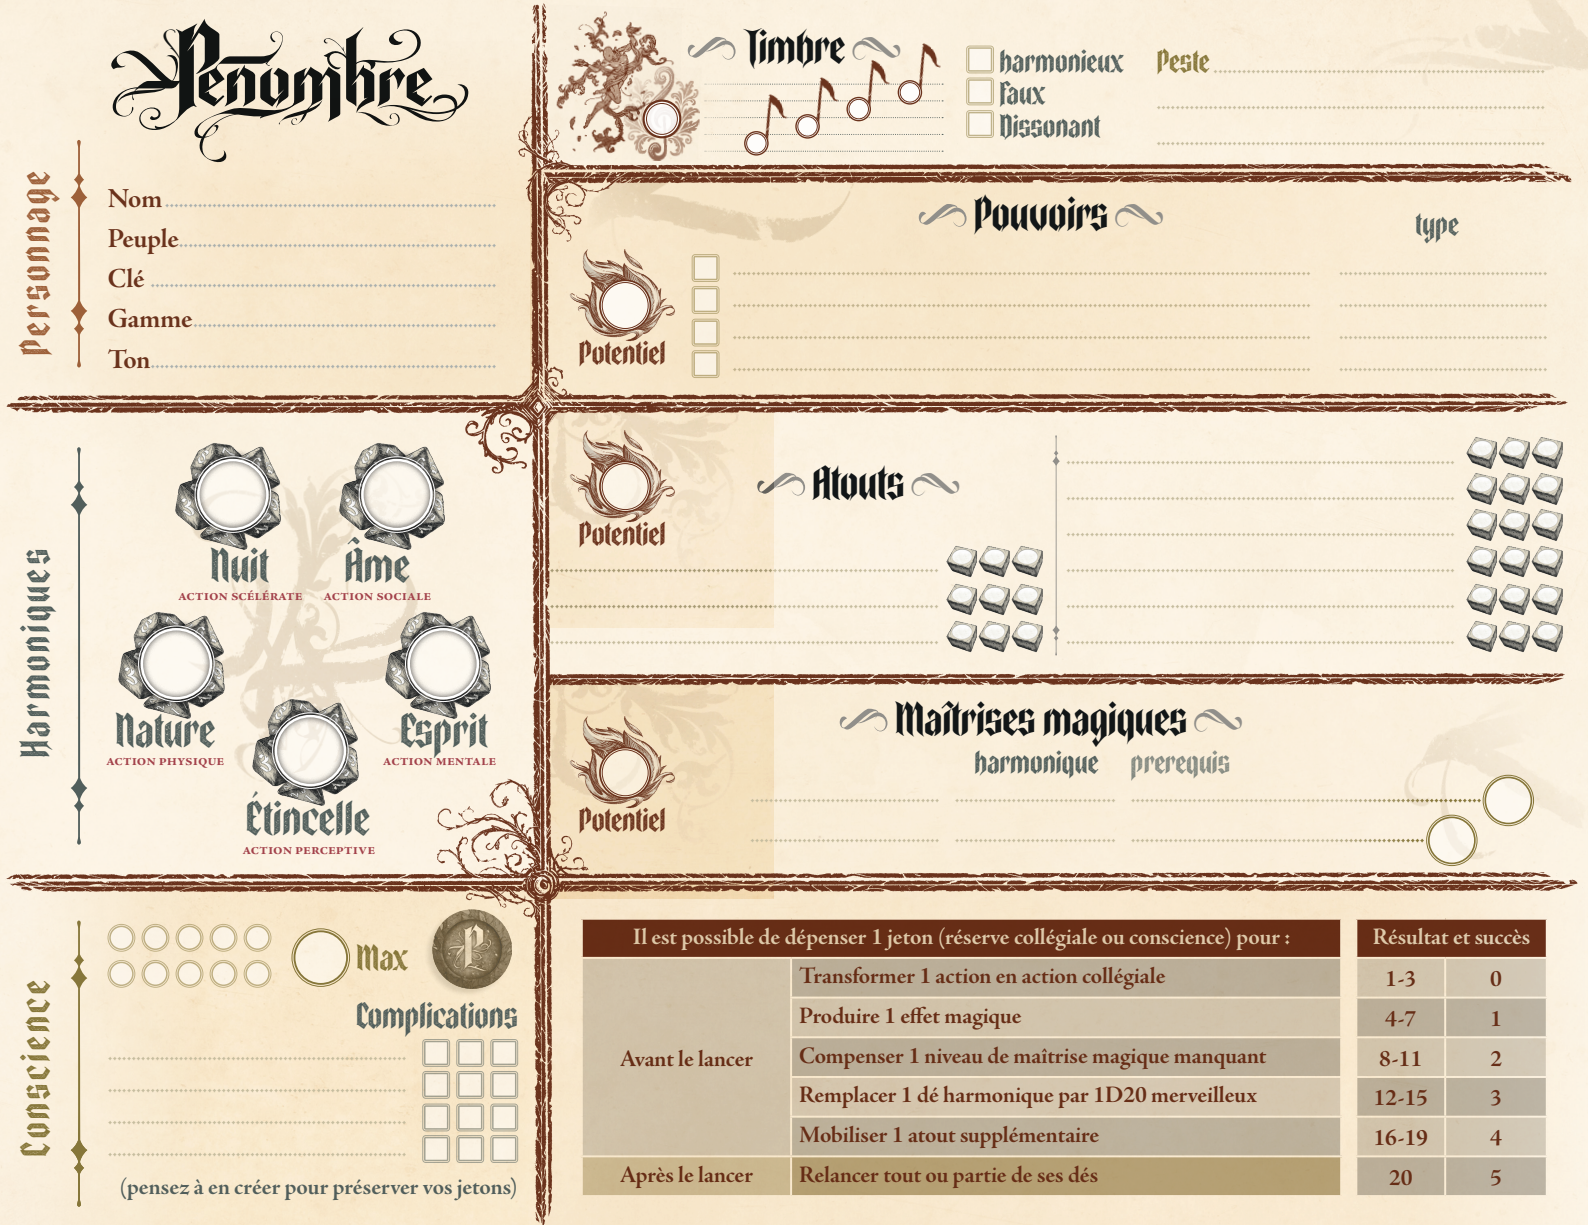 Pénombre
Personnage
Nom
Peuple
Clé
Gamme
Ton
Timbre
harmonieux
faux
Dissonant
Peste
Pouvoirs
type
Potentiel
Harmoniques
Nuit
ACTION SCÉLÉRATE
Âme
ACTION SOCIALE
Nature
ACTION PHYSIQUE
Esprit
ACTION MENTALE
Étincelle
ACTION PERCEPTIVE
Potentiel
Atouts
Potentiel
Maîtrises magiques
harmonique prerequis
Conscience
Max
P
Complications
(pensez à en créer pour préserver vos jetons)
Il est possible de dépenser 1 jeton (réserve collégiale ou conscience) pour :
Avant le lancer
Transformer 1 action en action collégiale
Produire 1 effet magique
Compenser 1 niveau de maîtrise magique manquant
Remplacer 1 dé harmonique par 1D20 merveilleux
Mobiliser 1 atout supplémentaire
Après le lancer
Relancer tout ou partie de ses dés
Résultat et succès
1-3 0
4-7 1
8-11 2
12-15 3
16-19 4
20 5